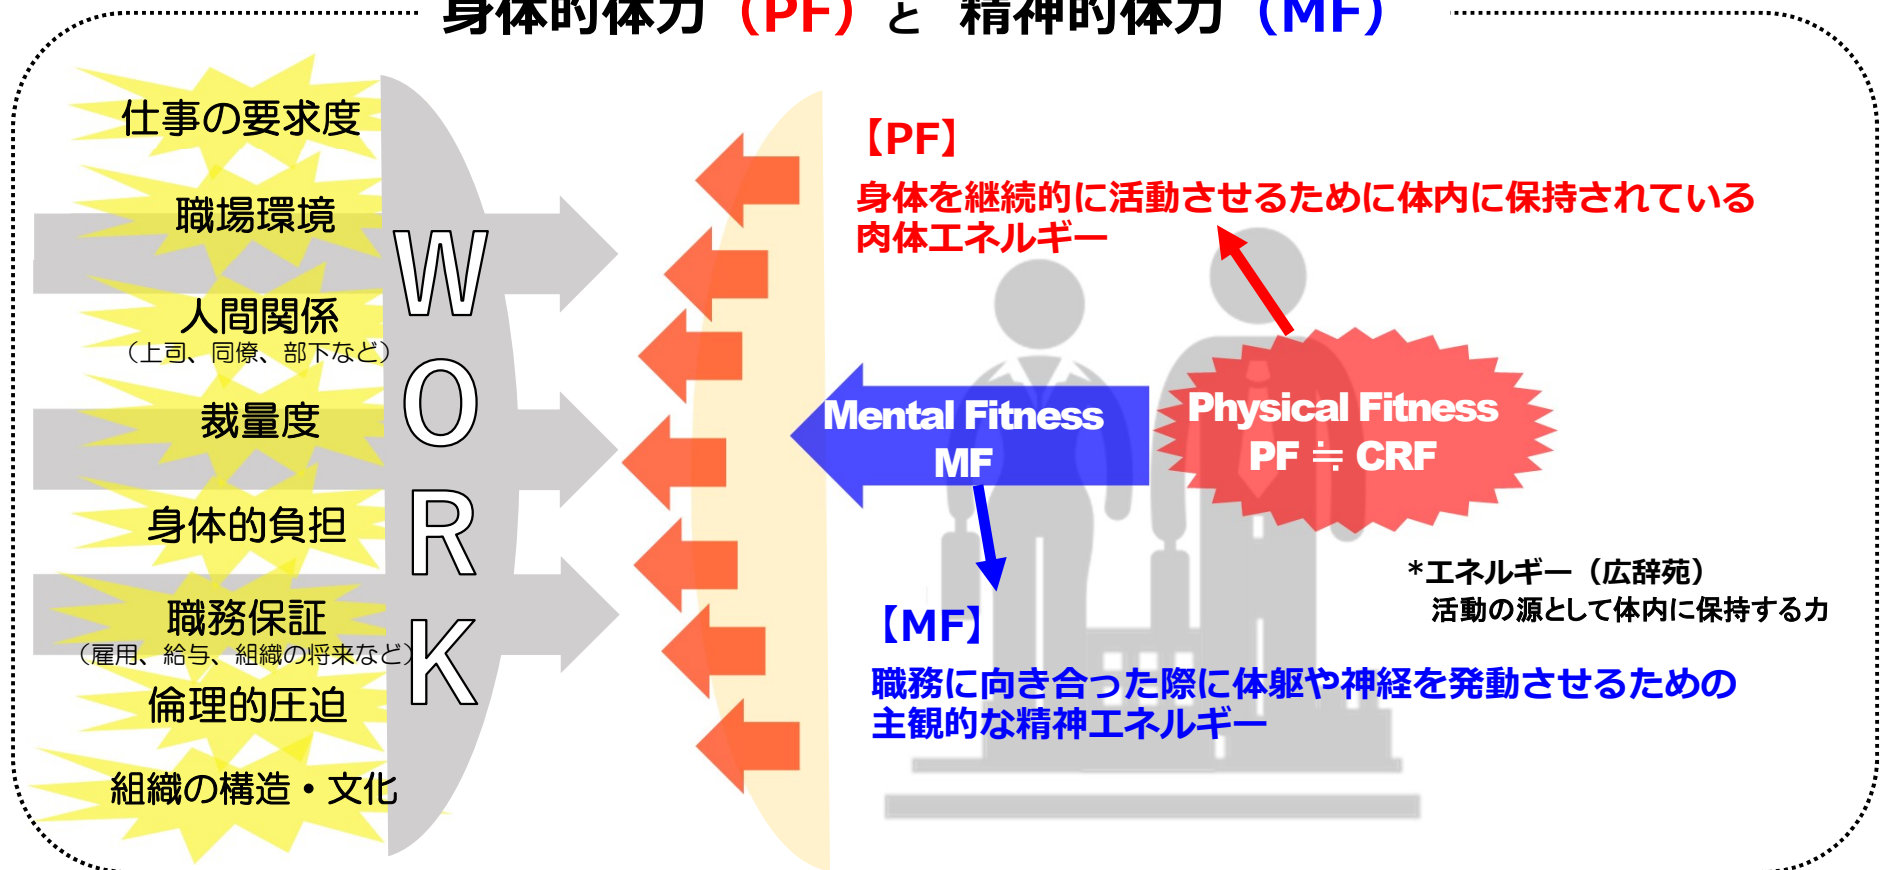 身体的体力（PF）と 精神的体力（MF）
仕事の要求度
職場環境
人間関係
（上司、同僚、部下など）
裁量度
身体的負担
職務保証
（雇用、給与、組織の将来など）
倫理的圧迫
組織の構造・文化
WORK
【PF】
身体を継続的に活動させるために体内に保持されている
肉体エネルギー
Mental Fitness
MF
Physical Fitness
PF ≒ CRF
*エネルギー（広辞苑）
活動の源として体内に保持する力
【MF】
職務に向き合った際に体躯や神経を発動させるための
主観的な精神エネルギー